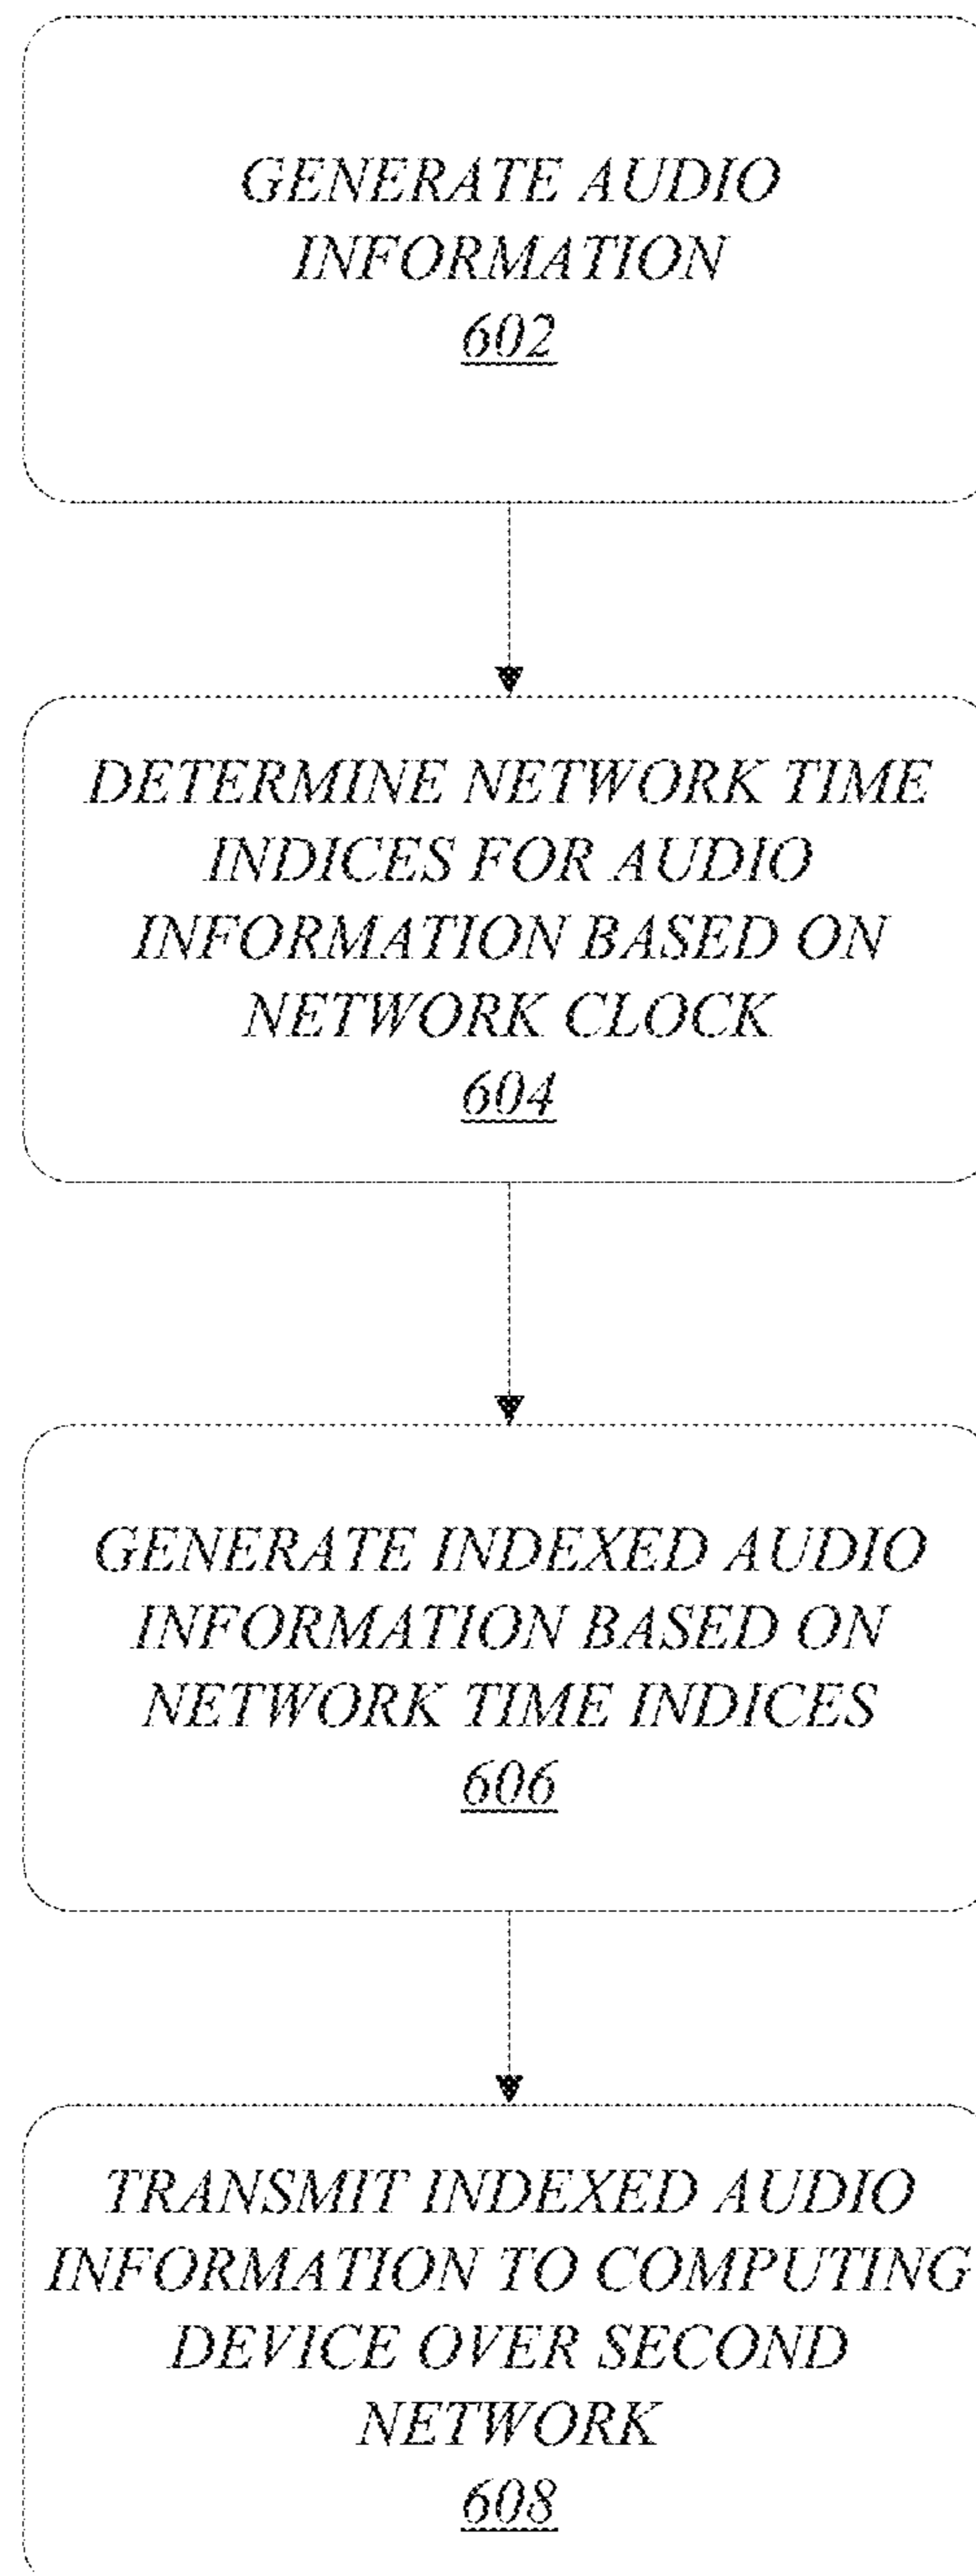 GENERATE AUDIO
INFORMATION
602
DETERMINE NETWORK TIME
INDICES FOR AUDIO
INFORMATION BASED ON
NETWORK CLOCK
604
GENERATE INDEXED AUDIO
INFORMATION BASED ON
NETWORK TIME INDICES
606
TRANSMIT INDEXED AUDIO
INFORMATION TO COMPUTING
DEVICE OVER SECOND
NETWORK
608